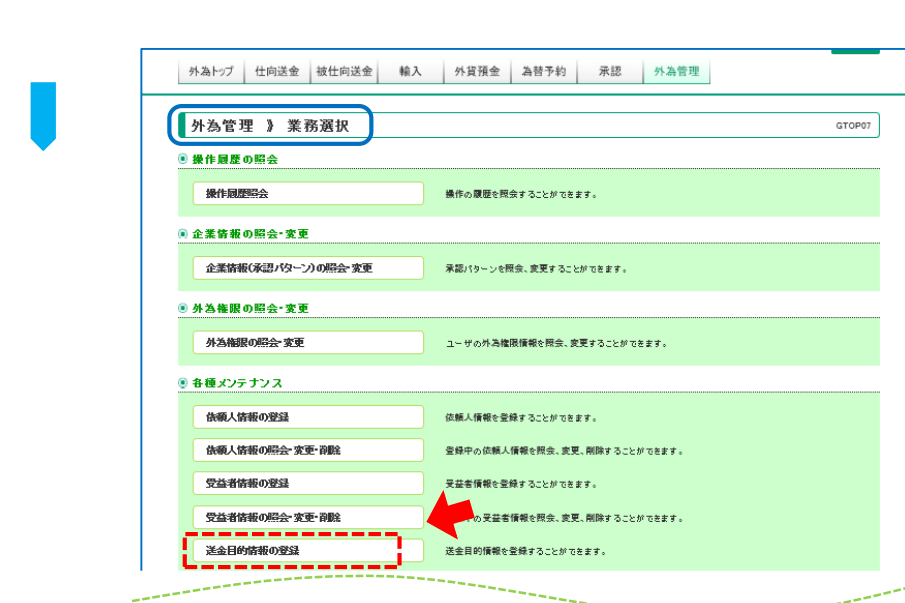 外為トップ 仕向送金 被仕向送金 輸入 外貨預金 為替予約 承認 外為管理
外為管理 》 業務選択 GTOP07
操作履歴の照会
操作履歴照会 操作の履歴を照会することができます。
企業情報の照会・変更
企業情報(承認パターン)の照会・変更 承認パターンを照会、変更することができます。
外為権限の照会・変更
外為権限の照会・変更 ユーザの外為権限情報を照会、変更することができます。
各種メンテナンス
依頼人情報の登録 依頼人情報を登録することができます。
依頼人情報の照会・変更・削除 登録中の依頼人情報を照会、変更、削除することができます。
受益者情報の登録 受益者情報を登録することができます。
受益者情報の照会・変更・削除 の受益者情報を照会、変更、削除することができます。
送金目的情報の登録 送金目的情報を登録することができます。